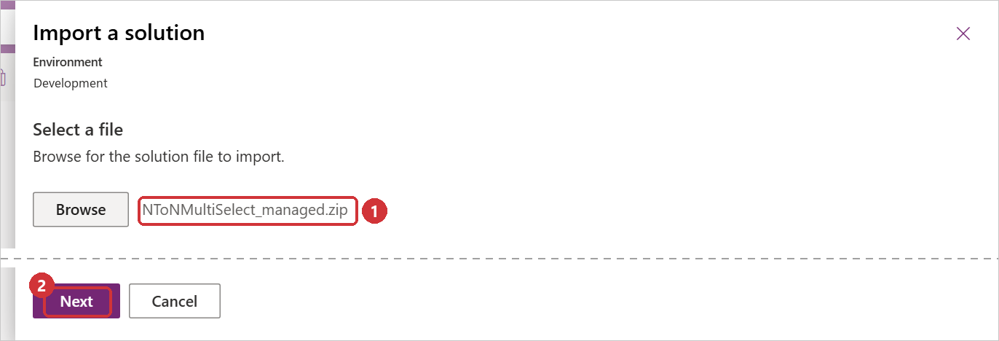 Import a solution
Environment
Development
Select a file
Browse for the solution file to import.
Browse NToNMultiSelect_managed.zip 1
2
Next Cancel